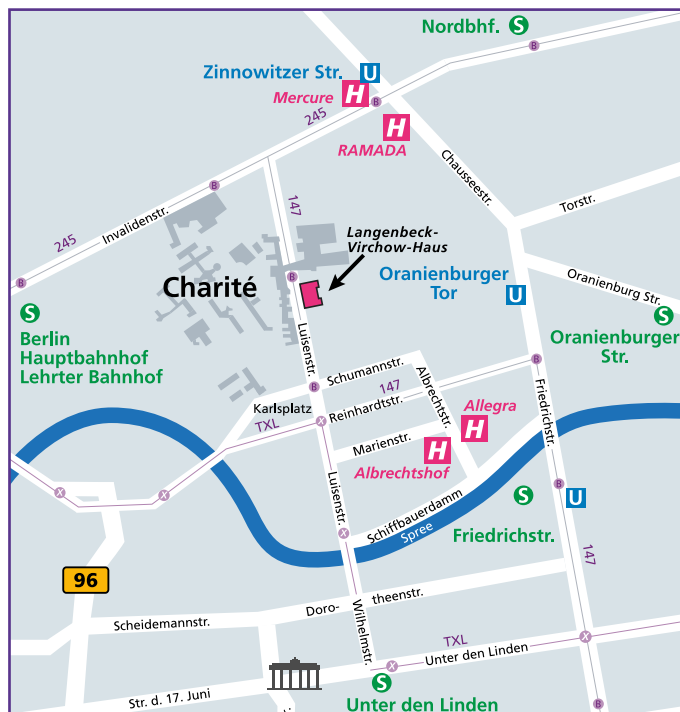 Nordbhf. S
B
Zinnowitzer Str. U
Mercure H
B
245
H
RAMADA
Chausseestr.
B
147
Torstr.
Invalidenstr.
245
Langenbeck-
Virchow-Haus
B
B
Charité
Oranienburger
Tor
U
Oranienburg Str.
S
Berlin
Hauptbahnhof
Lehrter Bahnhof
S
Oranienburger
Str.
Luisenstr.
Schumannstr.
B
B
147
Albrechtstr.
Friedrichstr.
Karlsplatz
Reinhardtstr.
X
TXL
Allegra
H
Marienstr.
H
Albrechtshof
Luisenstr.
X
X
B
S
U
Schiffbauerdamm
Spree
X
Friedrichstr.
147
96
Doro-
theenstr.
Wilhelmstr.
Scheidemannstr.
X
TXL
Unter den Linden
X
Str. d. 17. Juni
S
Unter den Linden
B